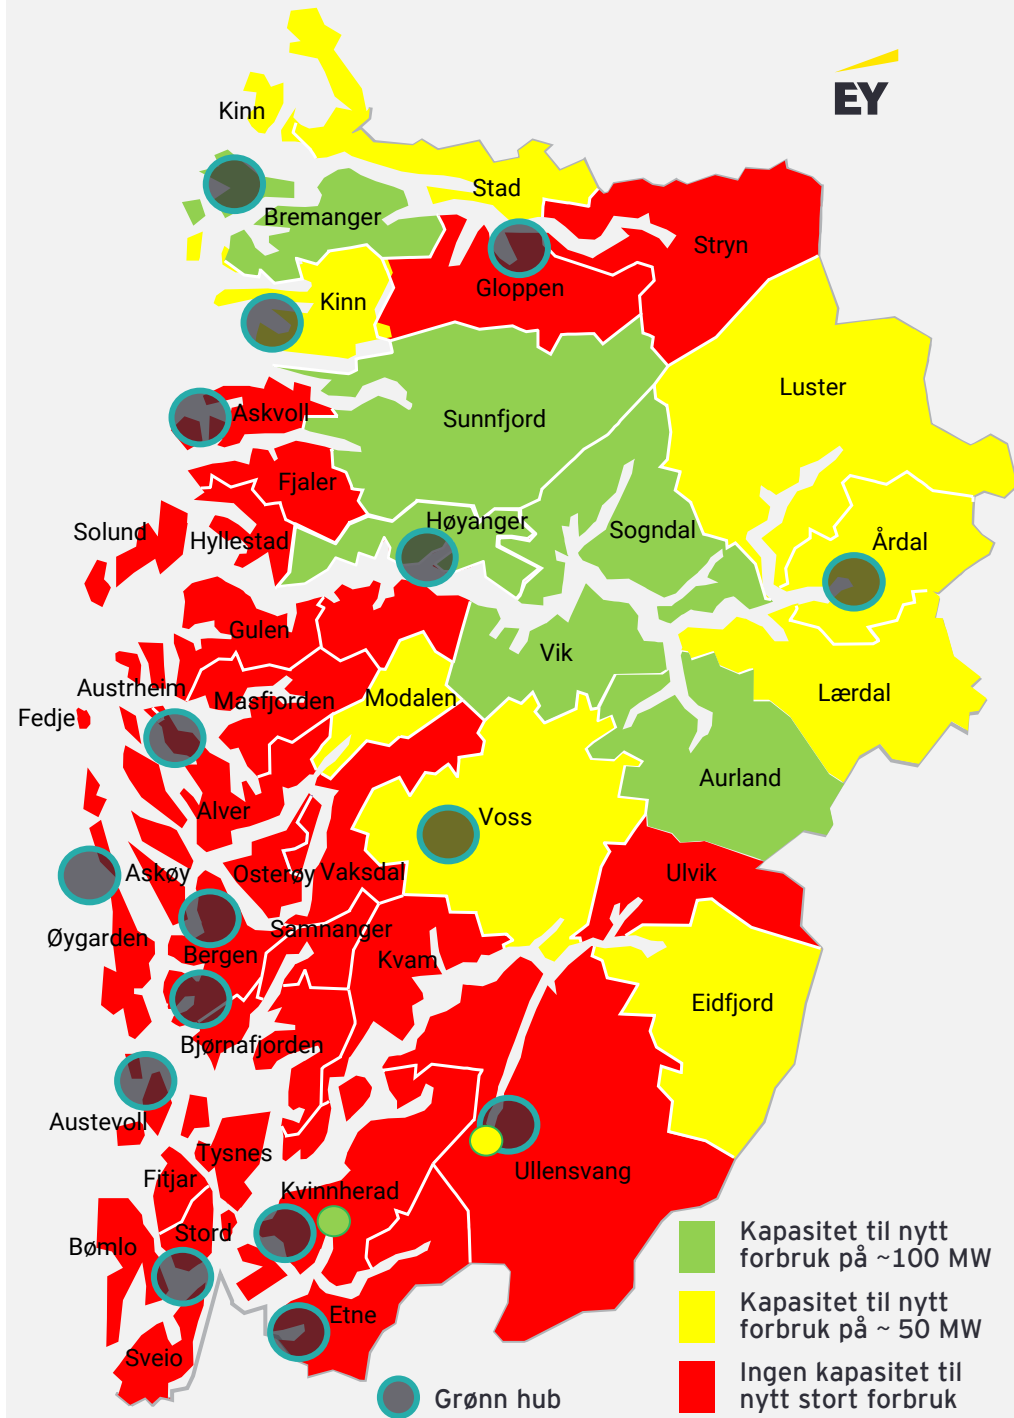 EY
Kinn
Stad
Bremanger
Stryn
Gloppen
Kinn
Luster
Askvoll
Sunnfjord
Fjaler
Solund
Hyllestad
Høyanger
Sogndal
Årdal
Gulen
Vik
Austrheim
Masfjorden
Modalen
Lærdal
Fedje
Aurland
Alver
Voss
Askøy
Osterøy
Vaksdal
Ulvik
Øygarden
Samnanger
Bergen
Kvam
Eidfjord
Bjørnafjorden
Austevoll
Tysnes
Fitjar
Kvinnherad
Ullensvang
Bømlo
Stord
Etne
Sveio
Kapasitet til nytt
forbruk på ~100 MW
Kapasitet til nytt
forbruk på ~ 50 MW
Ingen kapasitet til
nytt stort forbruk
Grønn hub